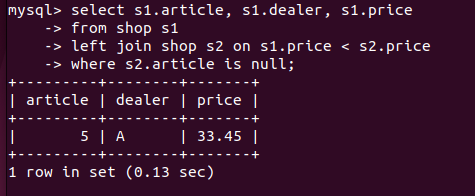 mysql> select s1.article, s1.dealer, s1.price
    -> from shop s1
    -> left join shop s2 on s1.price < s2.price
    -> where s2.article is null;
+---------+--------+-------+
| article | dealer | price |
+---------+--------+-------+
|       5 | A      | 33.45 |
+---------+--------+-------+
1 row in set (0.13 sec)